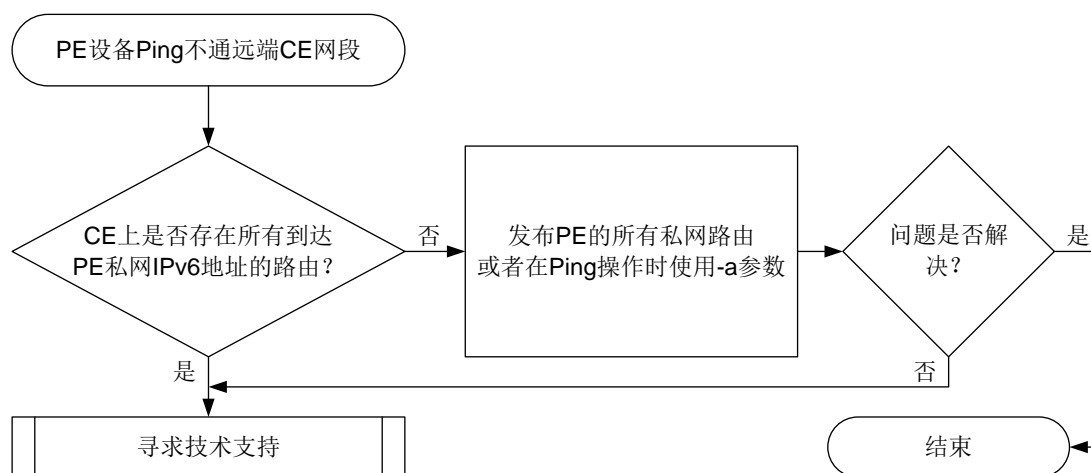 PE设备Ping不通远端CE网段
CE上是否存在所有到达
PE私网IPv6地址的路由?
否
发布PE的所有私网路由
或者在Ping操作时使用-a参数
问题是否解
决?
是
是
否
寻求技术支持
结束